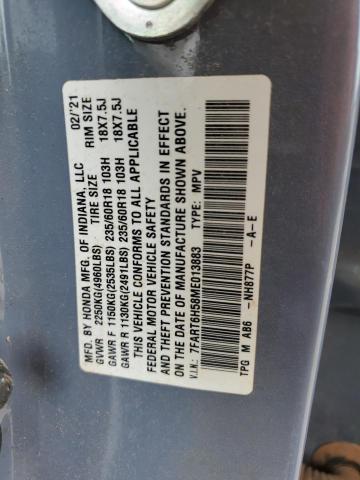 MFD. BY HONDA MFG. OF INDIANA, LLC 02/'21
TIRE SIZE RIM SIZE
GVWR 2250KG(4960LBS)
GAWR F 1150KG(2535LBS) 235/60R18 103H 18X7.5J
GAWR R 1130KG(2491LBS) 235/60R18 103H 18X7.5J
THIS VEHICLE CONFORMS TO ALL APPLICABLE
FEDERAL MOTOR VEHICLE SAFETY
AND THEFT PREVENTION STANDARDS IN EFFECT
ON THE DATE OF MANUFACTURE SHOWN ABOVE.
V.I.N.: 7FART6H58ME013883 TYPE: MPV
TPG M AB6 -NH877P -A-E